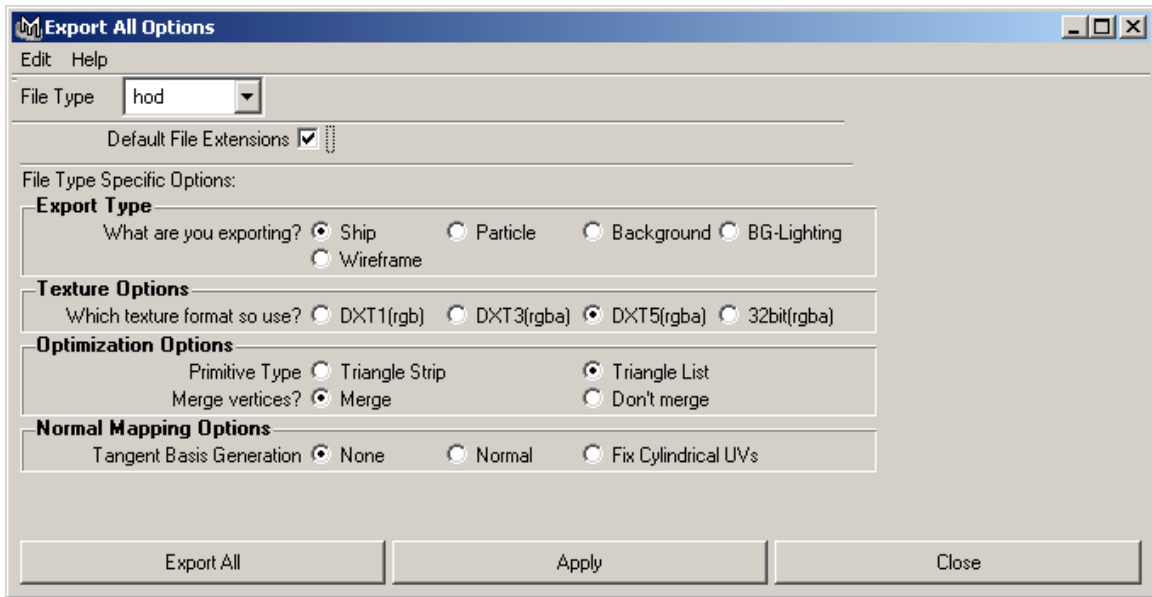 Export All Options
Edit Help
File Type hod
Default File Extensions
File Type Specific Options:
Export Type
What are you exporting? Ship Particle Background BG-Lighting
Wireframe
Texture Options
Which texture format so use? DXT1(rgb) DXT3(rgba) DXT5(rgba) 32bit(rgba)
Optimization Options
Primitive Type Triangle Strip Triangle List
Merge vertices? Merge Don't merge
Normal Mapping Options
Tangent Basis Generation None Normal Fix Cylindrical UVs
Export All Apply Close